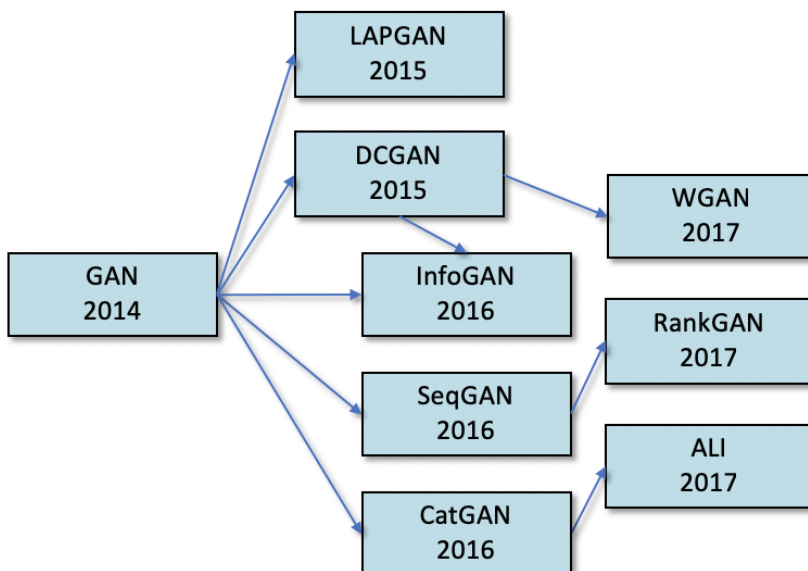 LAPGAN
2015
DCGAN
2015
WGAN
2017
GAN
2014
InfoGAN
2016
RankGAN
2017
SeqGAN
2016
ALI
2017
CatGAN
2016